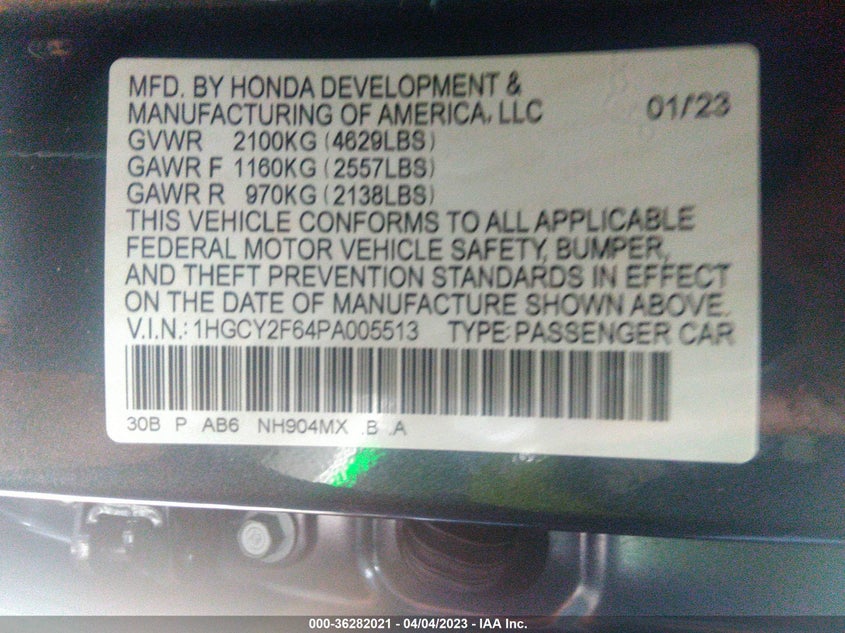 MFD. BY HONDA DEVELOPMENT &
MANUFACTURING OF AMERICA, LLC 01/23
GVWR 2100KG (4629LBS)
GAWR F 1160KG (2557LBS)
GAWR R 970KG (2138LBS)
THIS VEHICLE CONFORMS TO ALL APPLICABLE
FEDERAL MOTOR VEHICLE SAFETY, BUMPER,
AND THEFT PREVENTION STANDARDS IN EFFECT
ON THE DATE OF MANUFACTURE SHOWN ABOVE.
V.I.N.: 1HGCY2F64PA005513 TYPE: PASSENGER CAR
30B P AB6 NH904MX .B .A
000-36282021 - 04/04/2023 - IAA Inc.